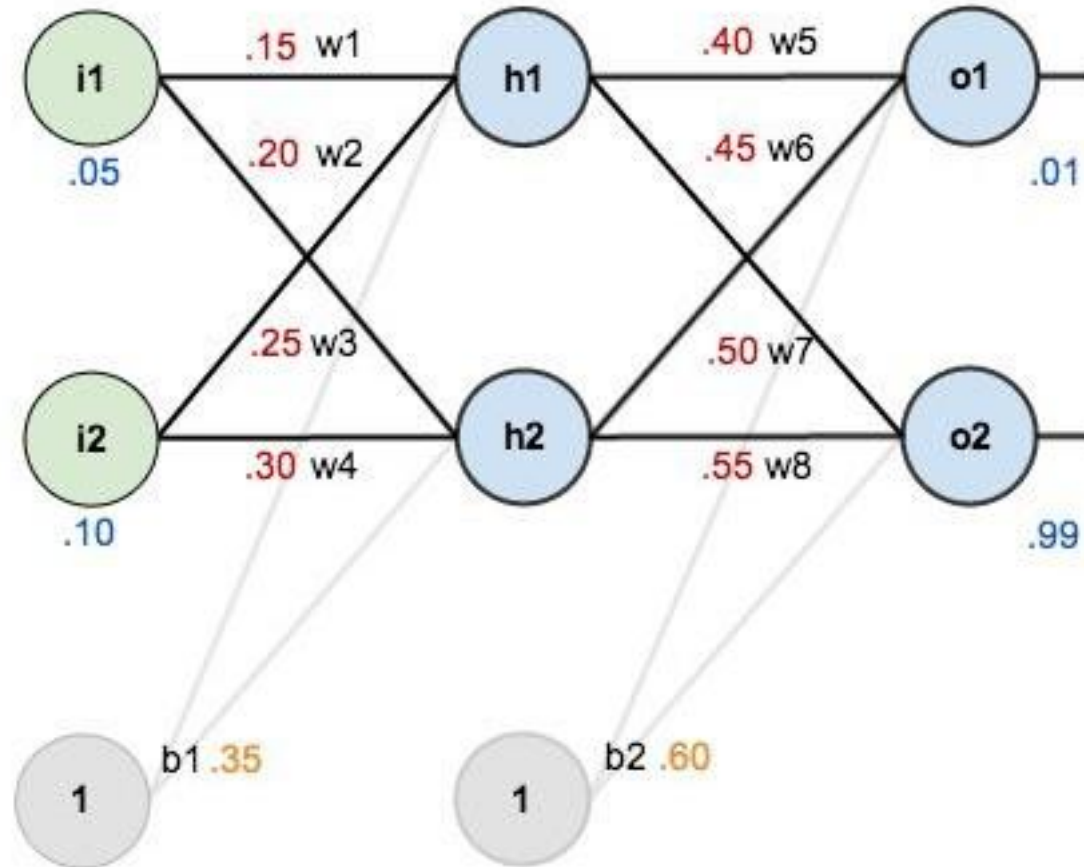 .15 w1
.40 w5
i1
h1
o1
.20 w2
.45 w6
.05
.01
.25 w3
.50 w7
i2
h2
o2
.30 w4
.55 w8
.10
.99
b1 .35
b2 .60
1
1